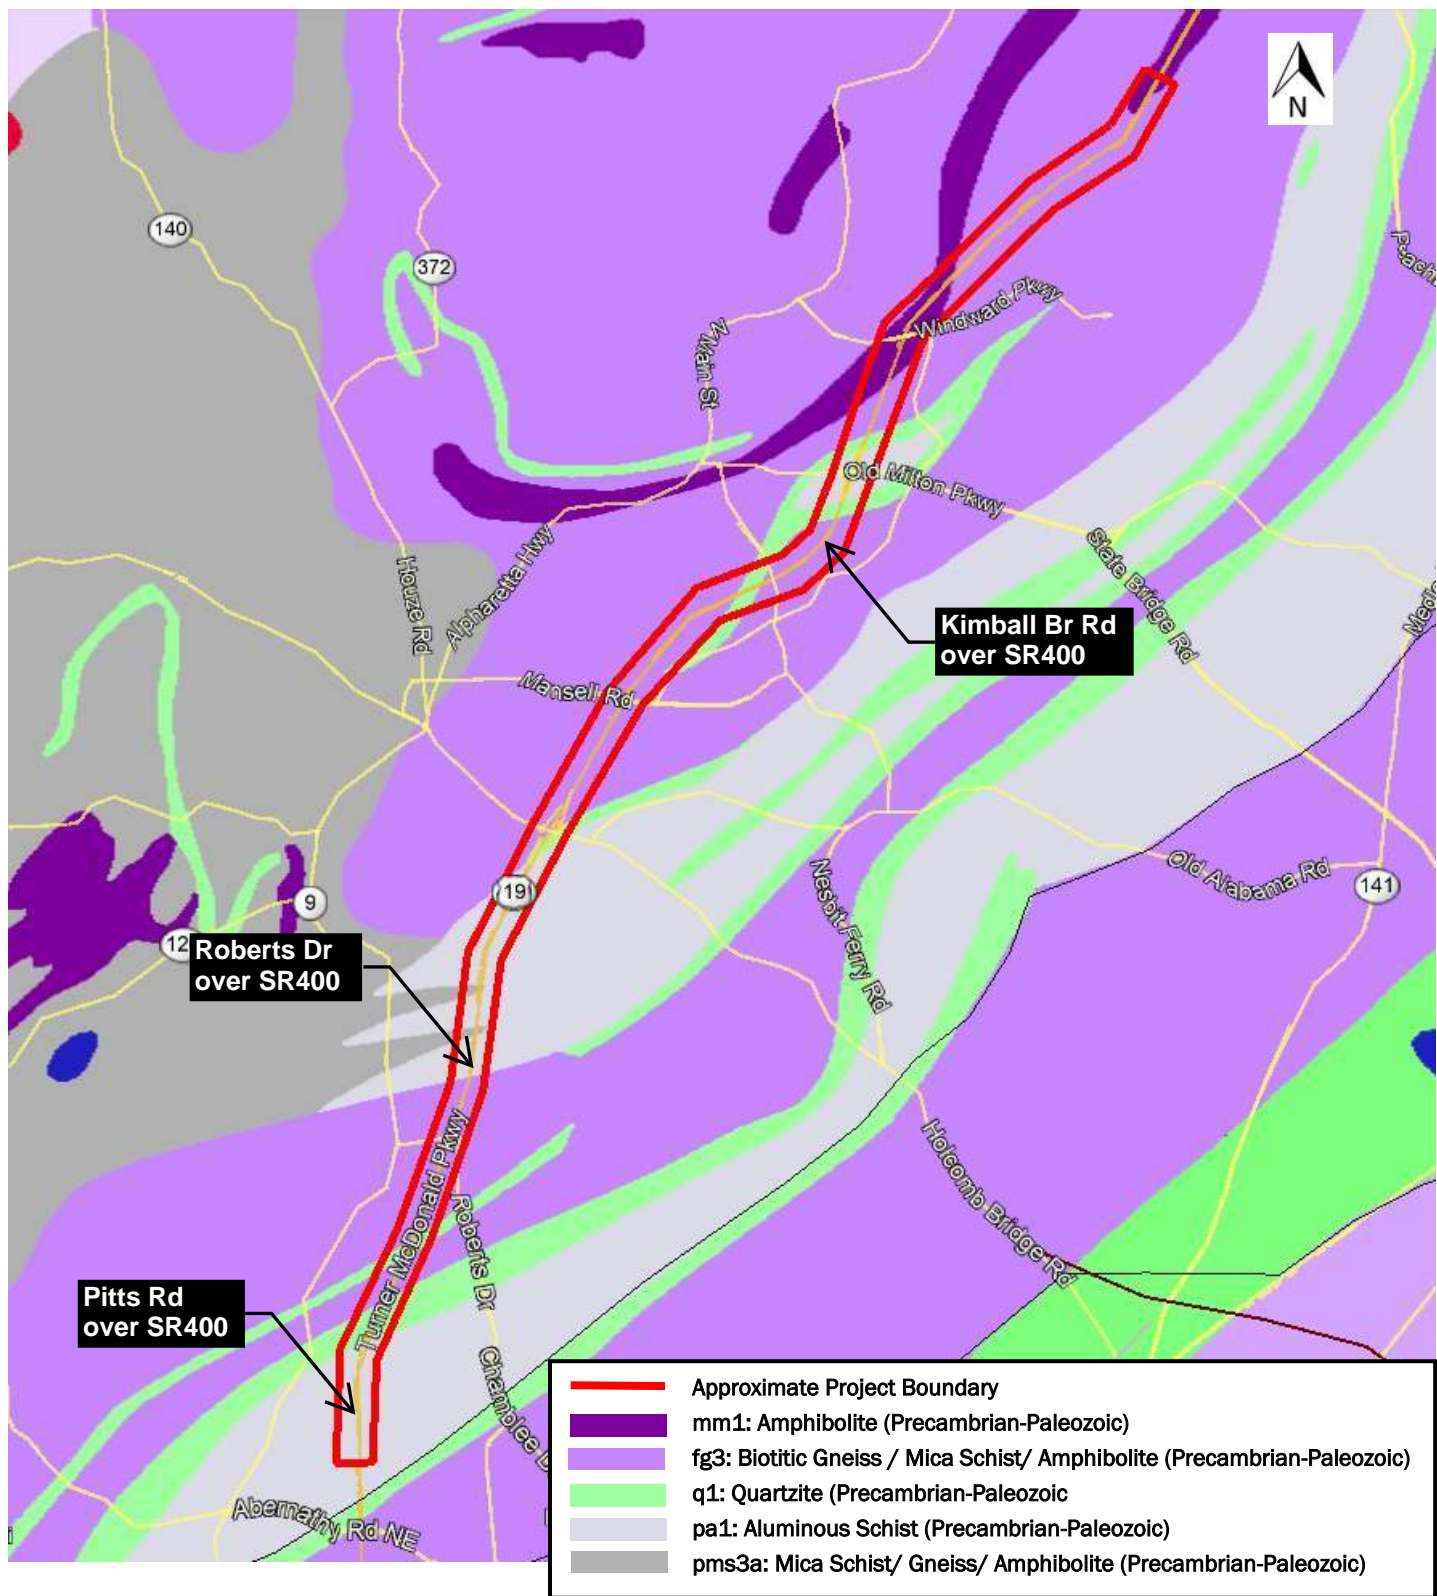 N
140
372
Peacht
Windward Pkwy
N Main St
Old Milton Pkwy
Alpharetta Hwy
Houze Rd
State Bridge Rd
Kimball Br Rd
over SR400
Mansell Rd
Old Alabama Rd
141
19
9
12
Nesbit Ferry Rd
Roberts Dr
over SR400
Holcomb Bridge Rd
Turner McDonald Pkwy
Roberts Dr
Pitts Rd
over SR400
Chamblee D
Abernathy Rd NE
Approximate Project Boundary
mm1: Amphibolite (Precambrian-Paleozoic)
fg3: Biotitic Gneiss / Mica Schist/ Amphibolite (Precambrian-Paleozoic)
q1: Quartzite (Precambrian-Paleozoic
pa1: Aluminous Schist (Precambrian-Paleozoic)
pms3a: Mica Schist/ Gneiss/ Amphibolite (Precambrian-Paleozoic)